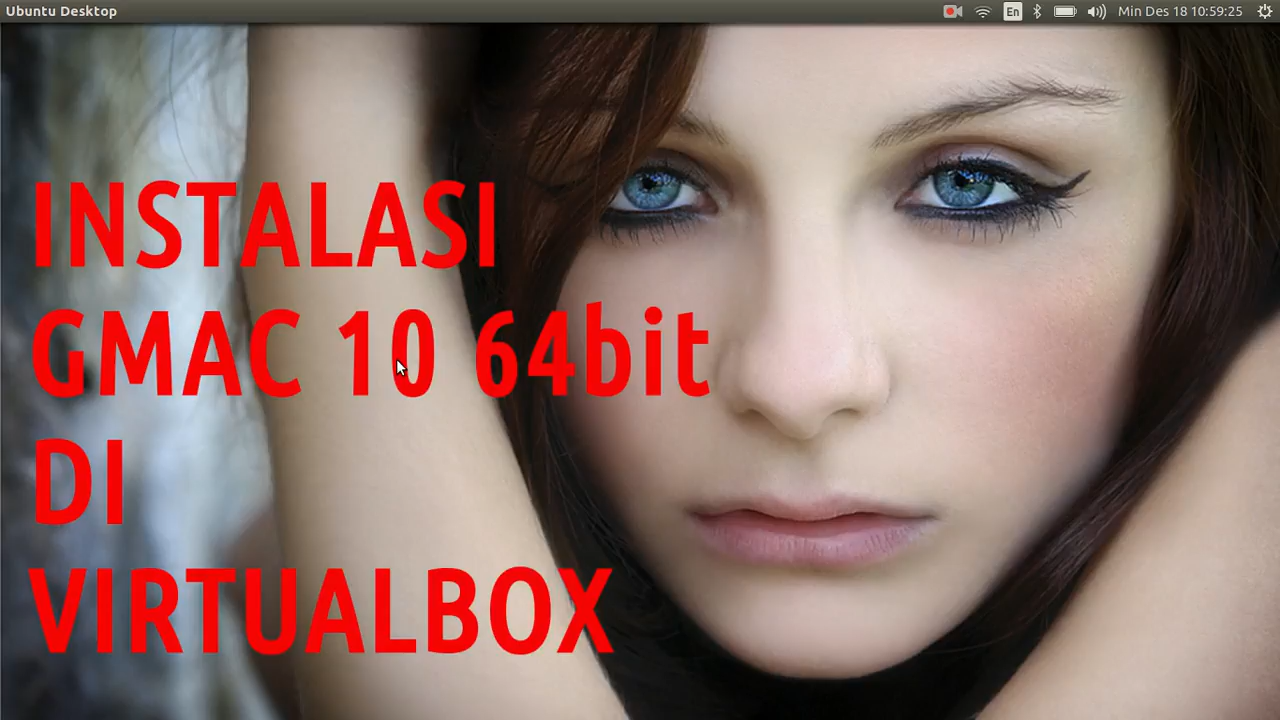 Ubuntu Desktop
En
Min Des 18 10:59:25
INSTALASI
GMAC 10 64bit
DI
VIRTUALBOX